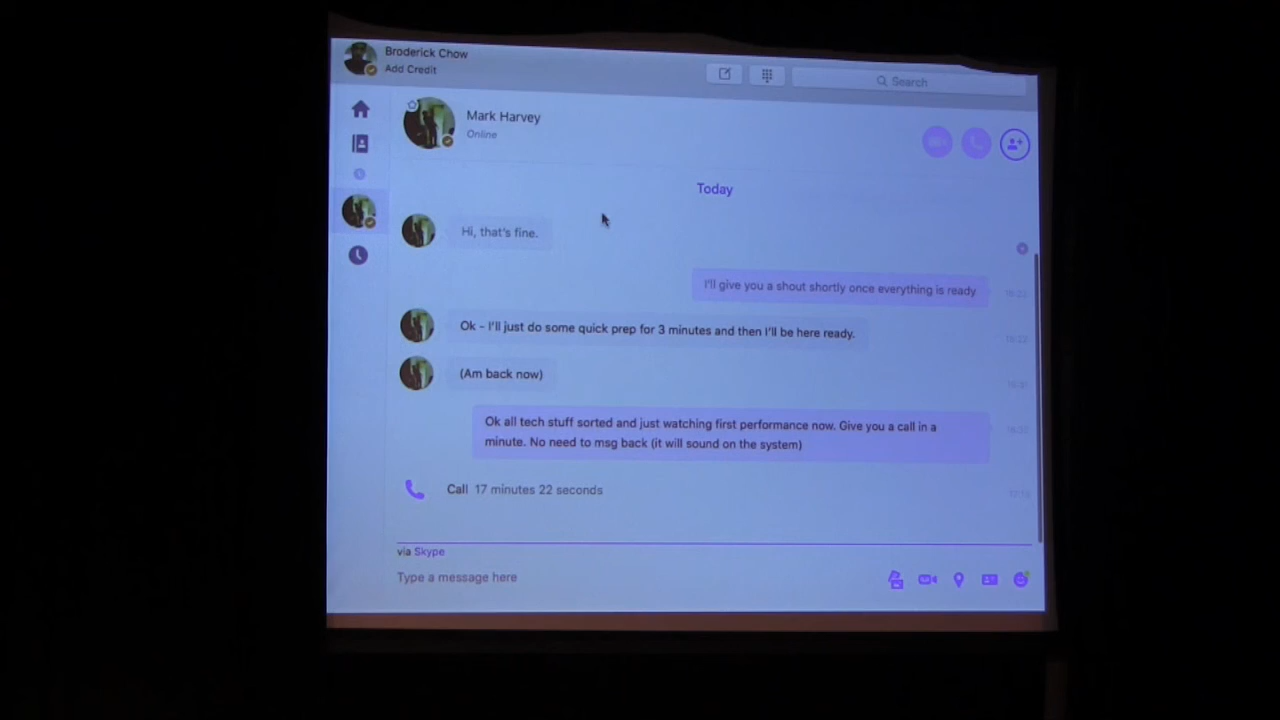 Broderick Chow
Add Credit
Search
Mark Harvey
Online
Today
Hi, that's fine.
I'll give you a shout shortly once everything is ready
Ok - I'll just do some quick prep for 3 minutes and then I'll be here ready.
(Am back now)
Ok all tech stuff sorted and just watching first performance now. Give you a call in a
minute. No need to msg back (it will sound on the system)
Call 17 minutes 22 seconds
via Skype
Type a message here